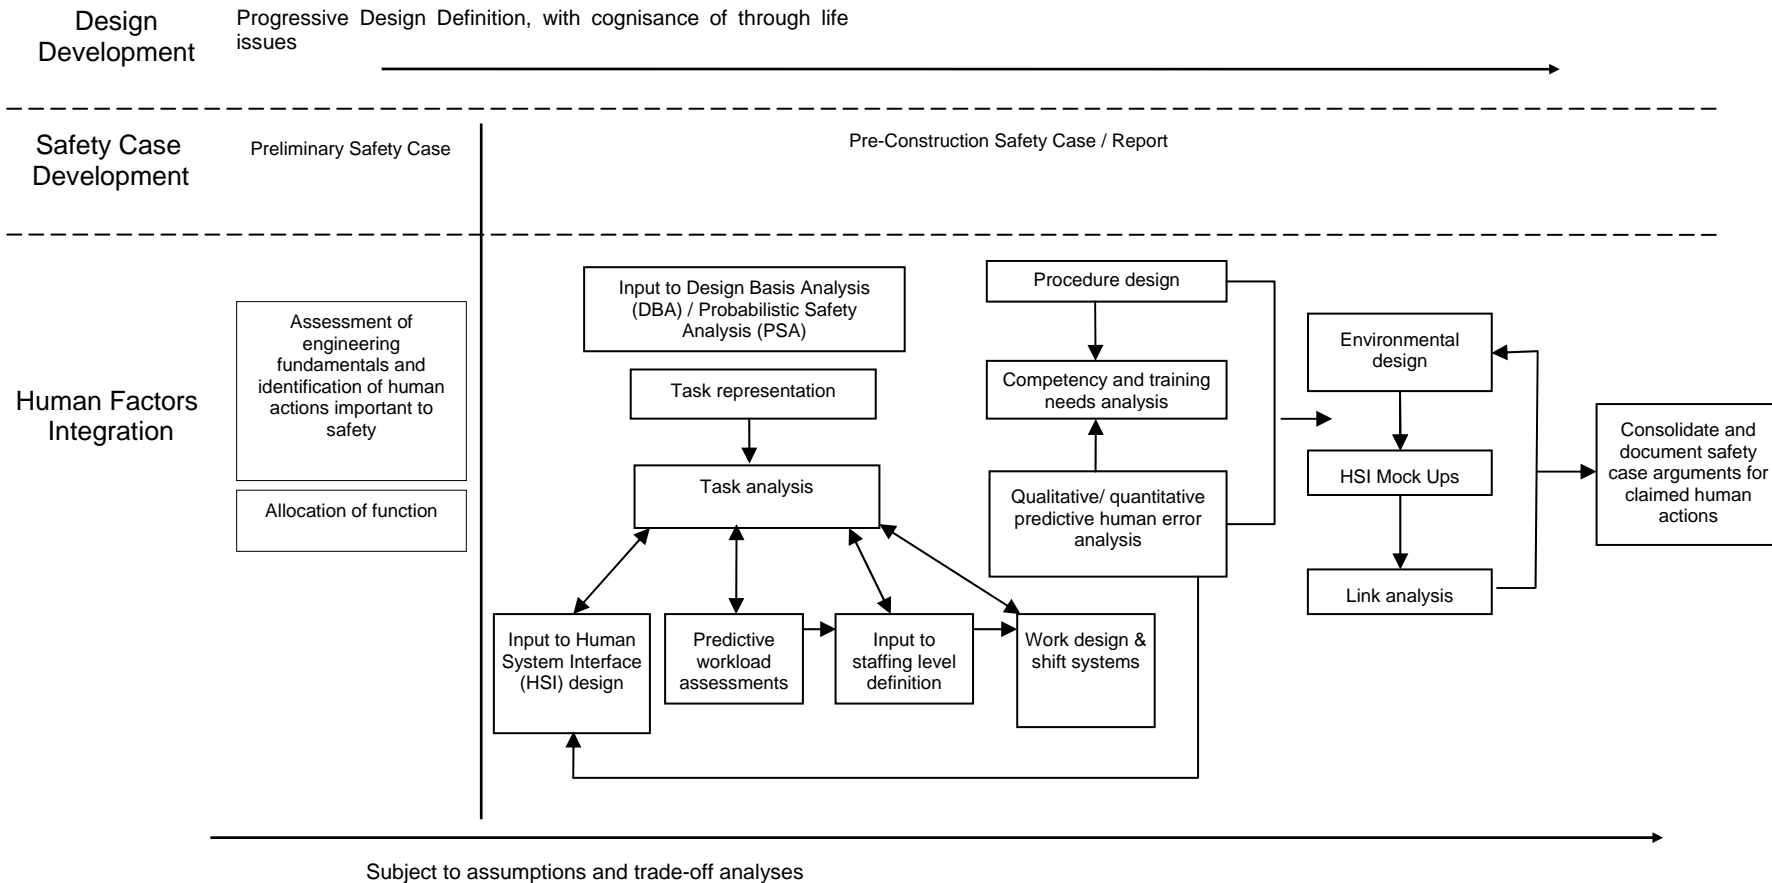 Design
Development
Progressive Design Definition, with cognisance of through life
issues
Safety Case
Development
Preliminary Safety Case
Pre-Construction Safety Case / Report
Human Factors
Integration
Assessment of
engineering
fundamentals and
identification of human
actions important to
safety
Allocation of function
Input to Design Basis Analysis
(DBA) / Probabilistic Safety
Analysis (PSA)
Task representation
Task analysis
Input to Human
System Interface
(HSI) design
Predictive
workload
assessments
Input to
staffing level
definition
Work design &
shift systems
Procedure design
Competency and training
needs analysis
Qualitative/ quantitative
predictive human error
analysis
Environmental
design
HSI Mock Ups
Link analysis
Consolidate and
document safety
case arguments for
claimed human
actions
Subject to assumptions and trade-off analyses